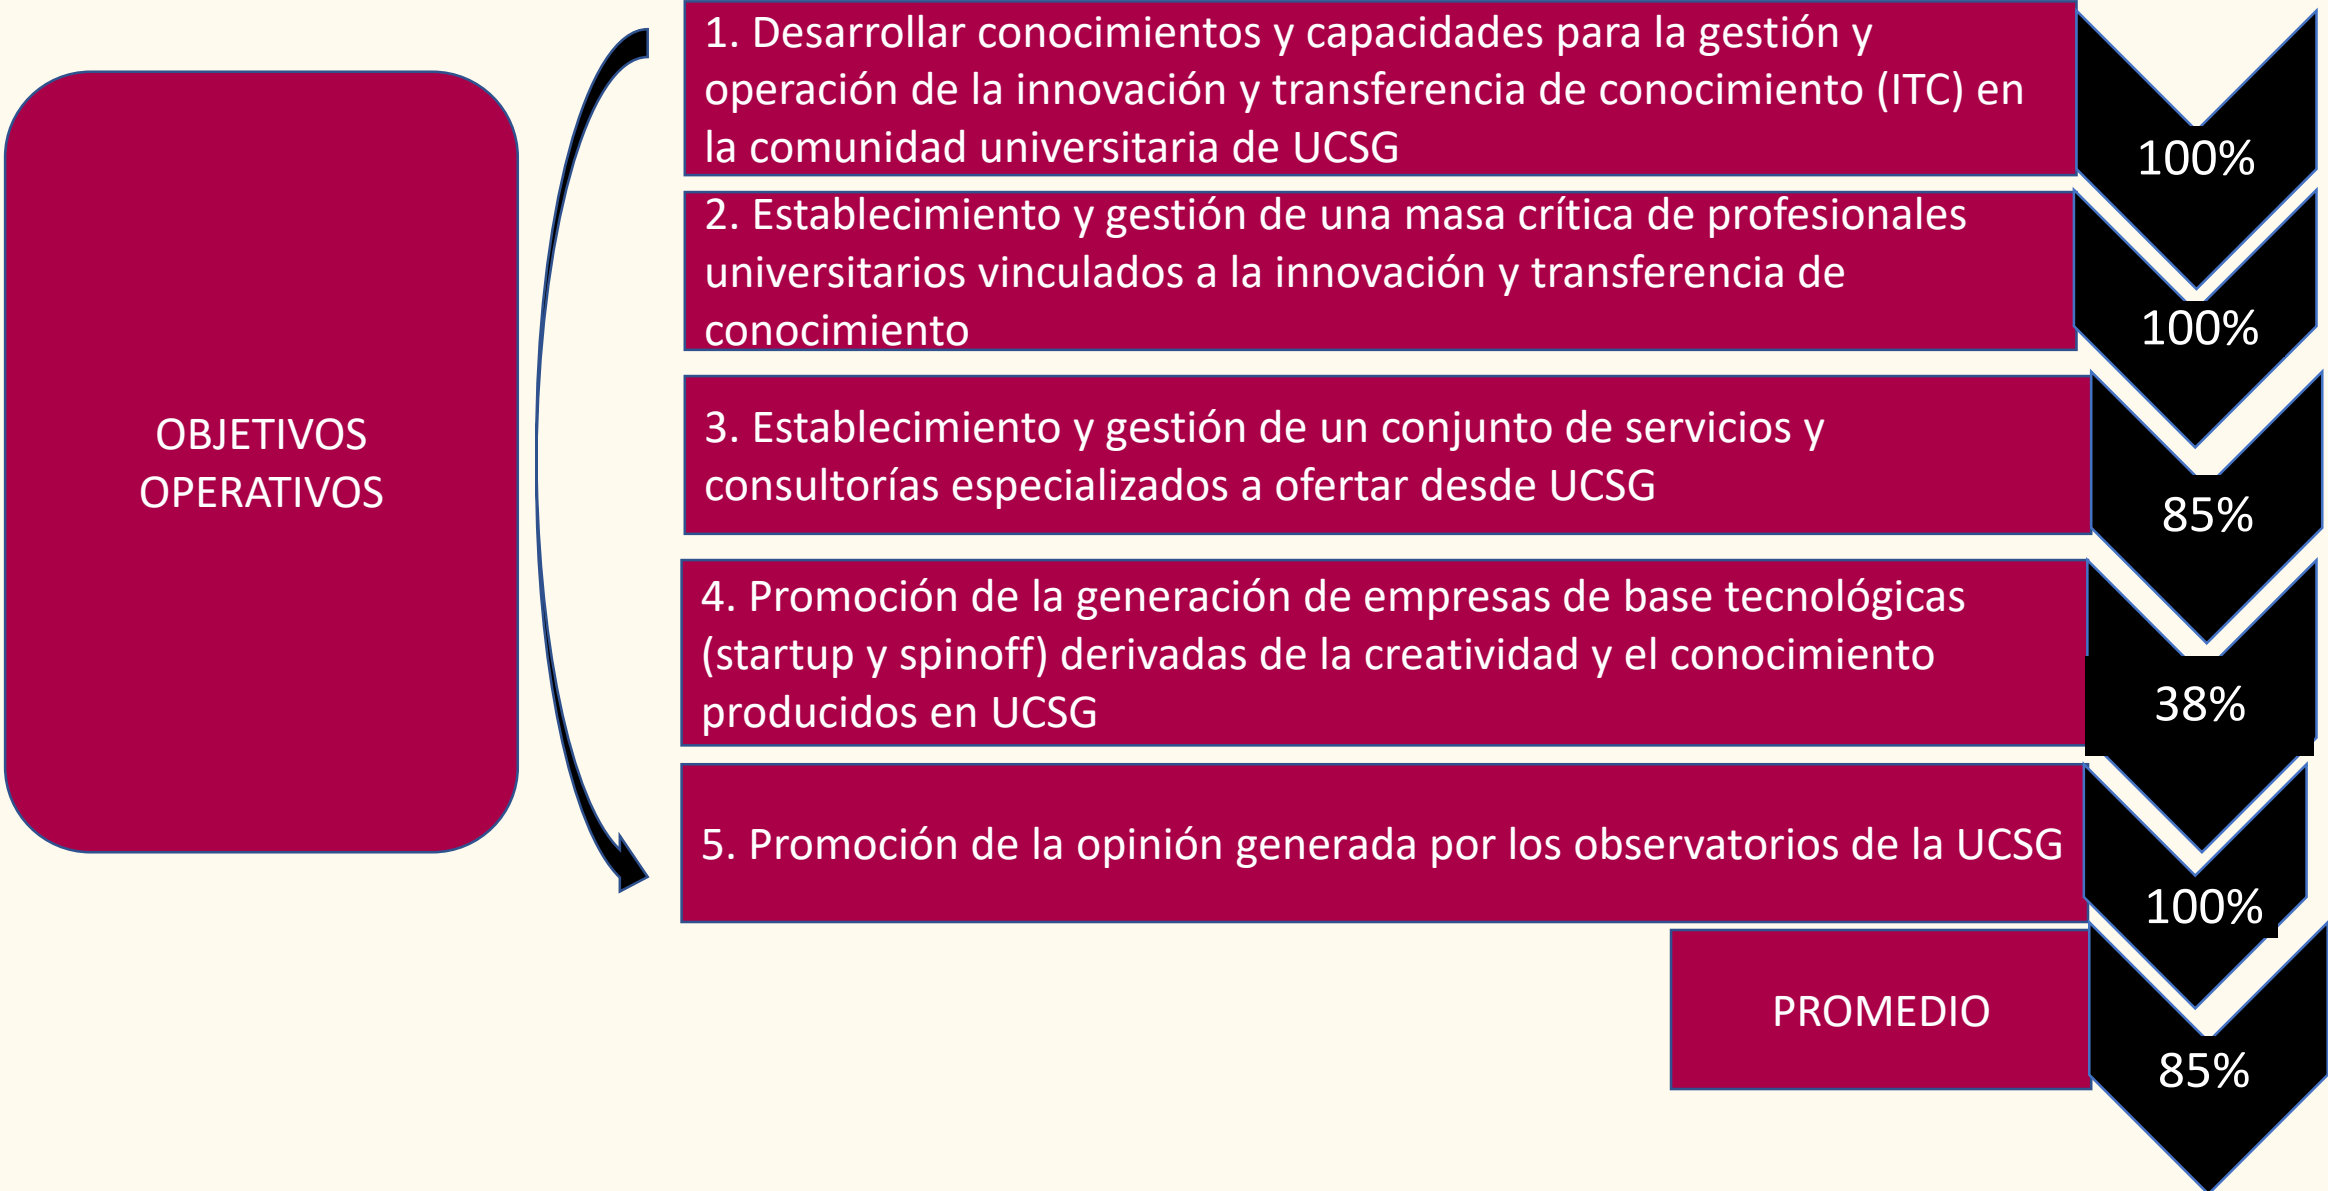 OBJETIVOS
OPERATIVOS
1. Desarrollar conocimientos y capacidades para la gestión y
operación de la innovación y transferencia de conocimiento (ITC) en
la comunidad universitaria de UCSG
100%
2. Establecimiento y gestión de una masa crítica de profesionales
universitarios vinculados a la innovación y transferencia de
conocimiento
100%
3. Establecimiento y gestión de un conjunto de servicios y
consultorías especializados a ofertar desde UCSG
85%
4. Promoción de la generación de empresas de base tecnológicas
(startup y spinoff) derivadas de la creatividad y el conocimiento
producidos en UCSG
38%
5. Promoción de la opinión generada por los observatorios de la UCSG
100%
PROMEDIO
85%